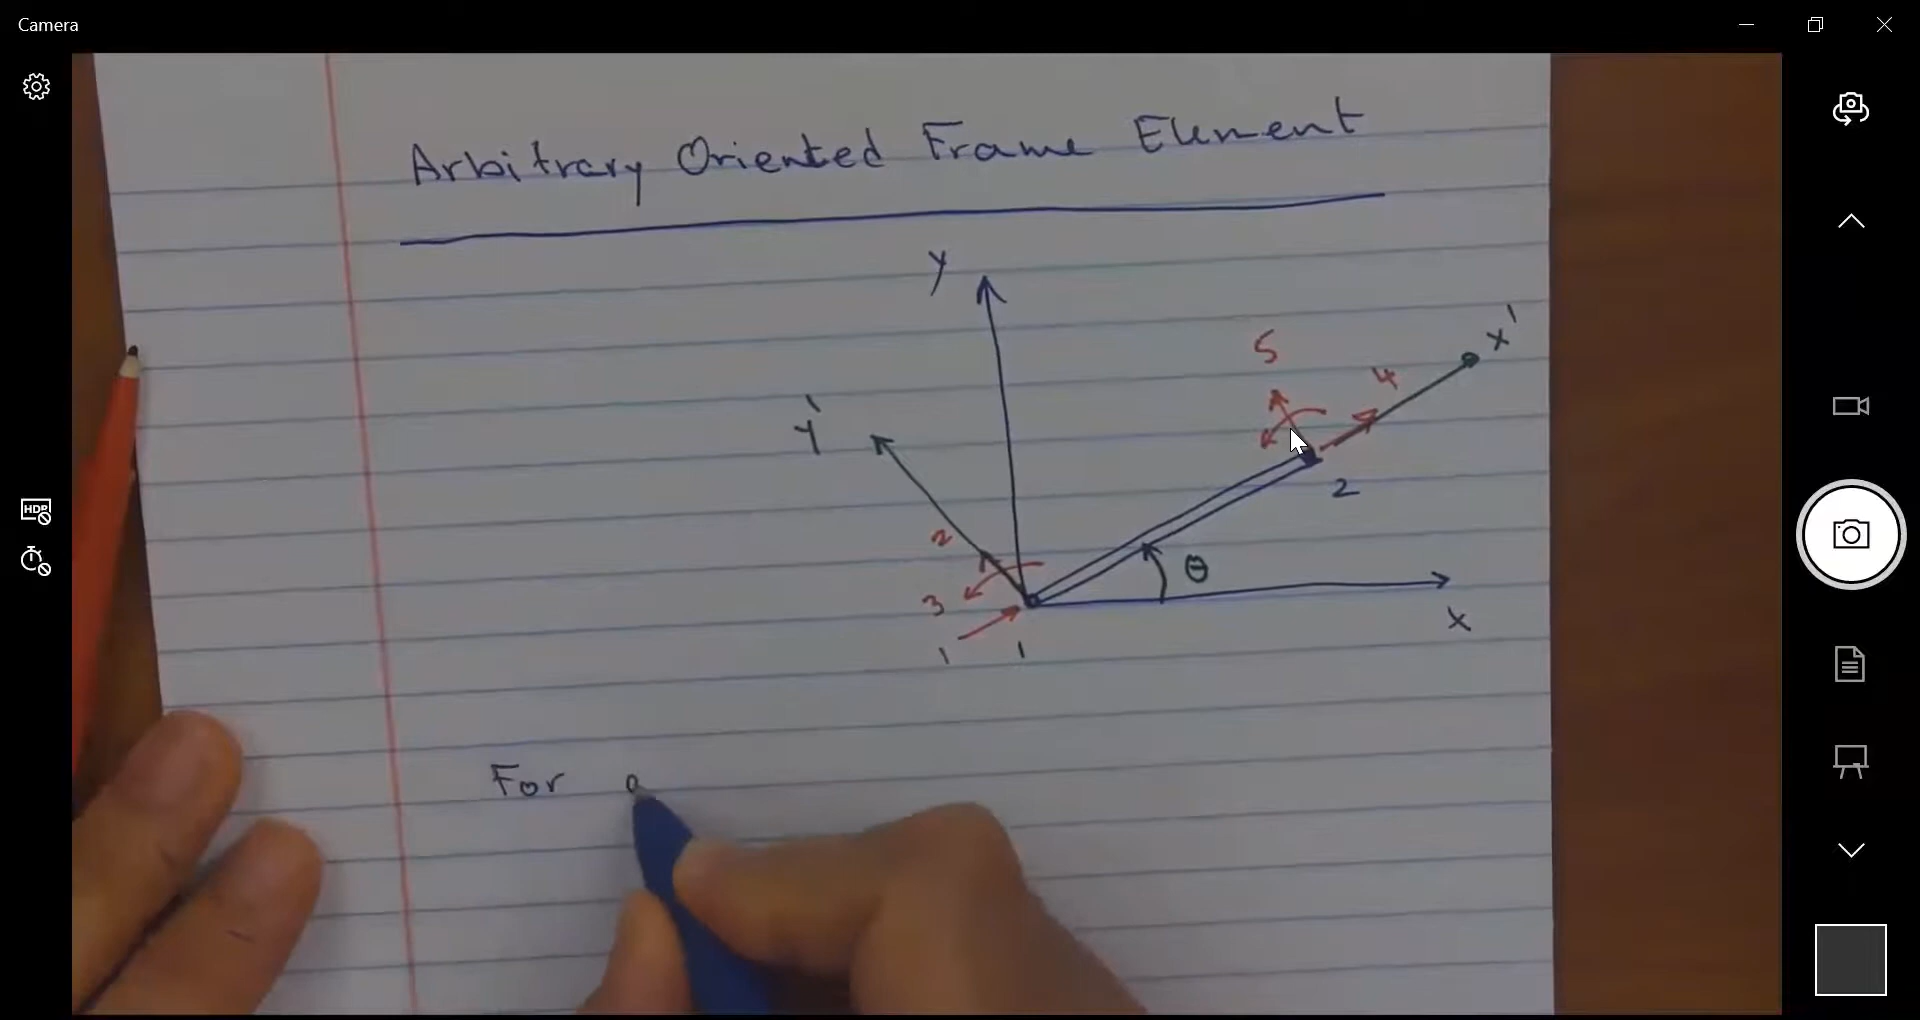 Camera
Arbitrary Oriented Frame Element
y
x'
5
4
y'
2
2
θ
3
x
1
1
For a